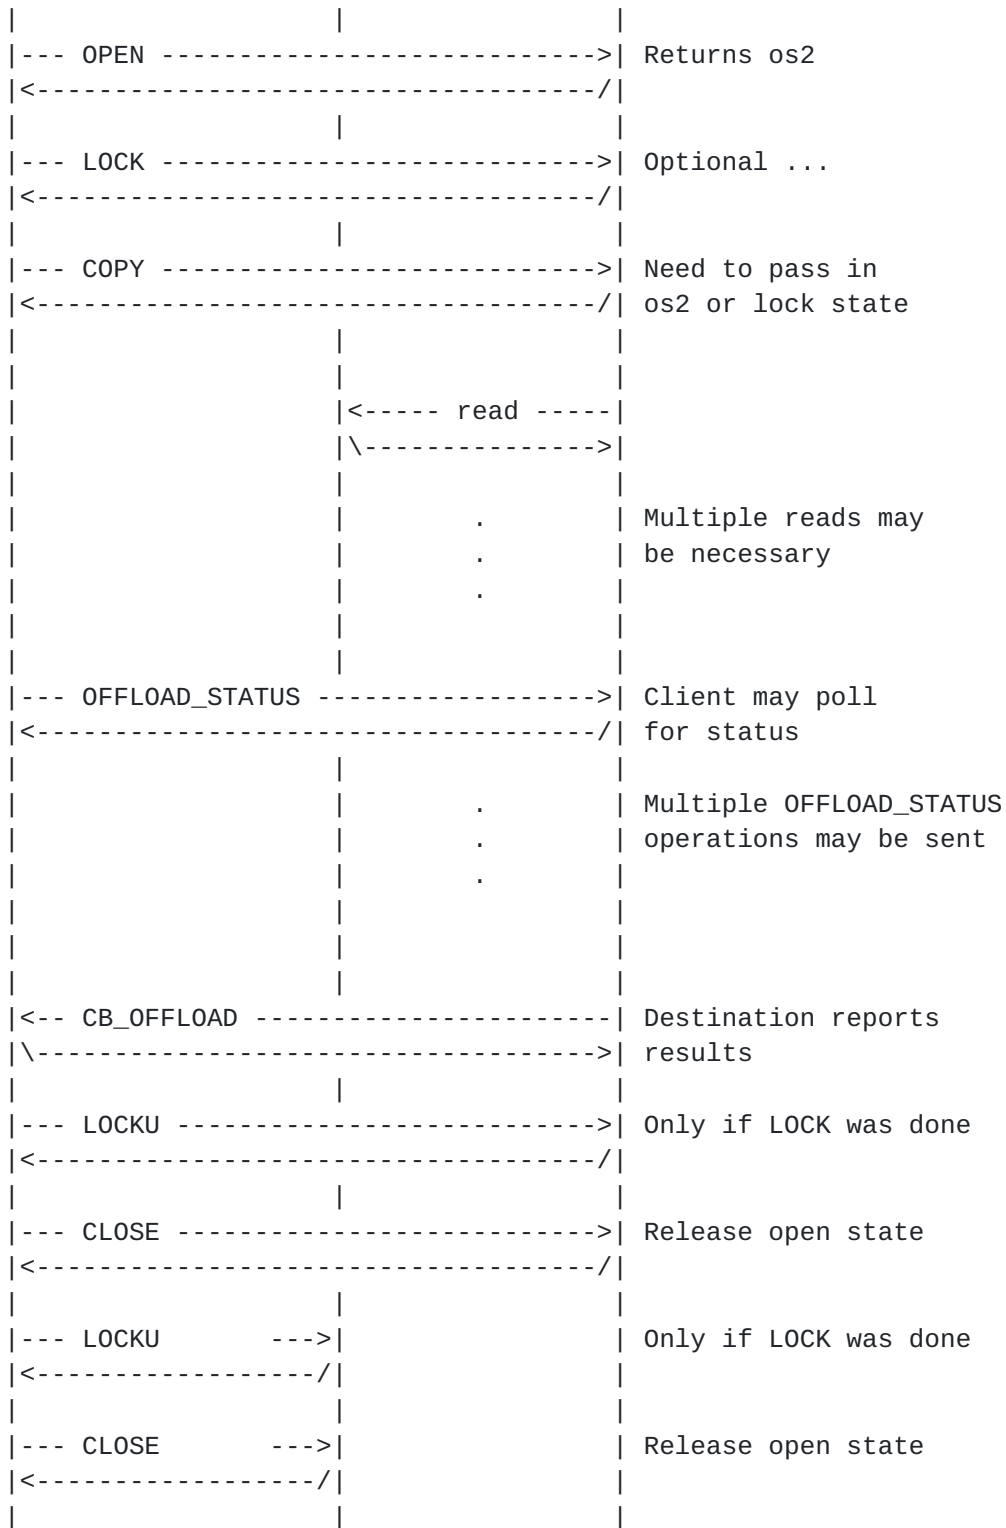 |                    |                 |
|--- OPEN ---------------------------->| Returns os2
|<------------------------------------/|
|                    |                 |
|--- LOCK ---------------------------->| Optional ...
|<------------------------------------/|
|                    |                 |
|--- COPY ---------------------------->| Need to pass in
|<------------------------------------/| os2 or lock state
|                    |                 |
|                    |                 |
|                    |<----- read -----|
|                    |\--------------->|
|                    |                 |
|                    |        .        | Multiple reads may
|                    |        .        | be necessary
|                    |        .        |
|                    |                 |
|                    |                 |
|--- OFFLOAD_STATUS ------------------>| Client may poll
|<------------------------------------/| for status
|                    |                 |
|                    |        .        | Multiple OFFLOAD_STATUS
|                    |        .        | operations may be sent
|                    |        .        |
|                    |                 |
|                    |                 |
|                    |                 |
|<-- CB_OFFLOAD -----------------------| Destination reports
|\------------------------------------>| results
|                    |                 |
|--- LOCKU --------------------------->| Only if LOCK was done
|<------------------------------------/|
|                    |                 |
|--- CLOSE --------------------------->| Release open state
|<------------------------------------/|
|                    |                 |
|--- LOCKU       --->|                 | Only if LOCK was done
|<------------------/|                 |
|                    |                 |
|--- CLOSE       --->|                 | Release open state
|<------------------/|                 |
|                    |                 |